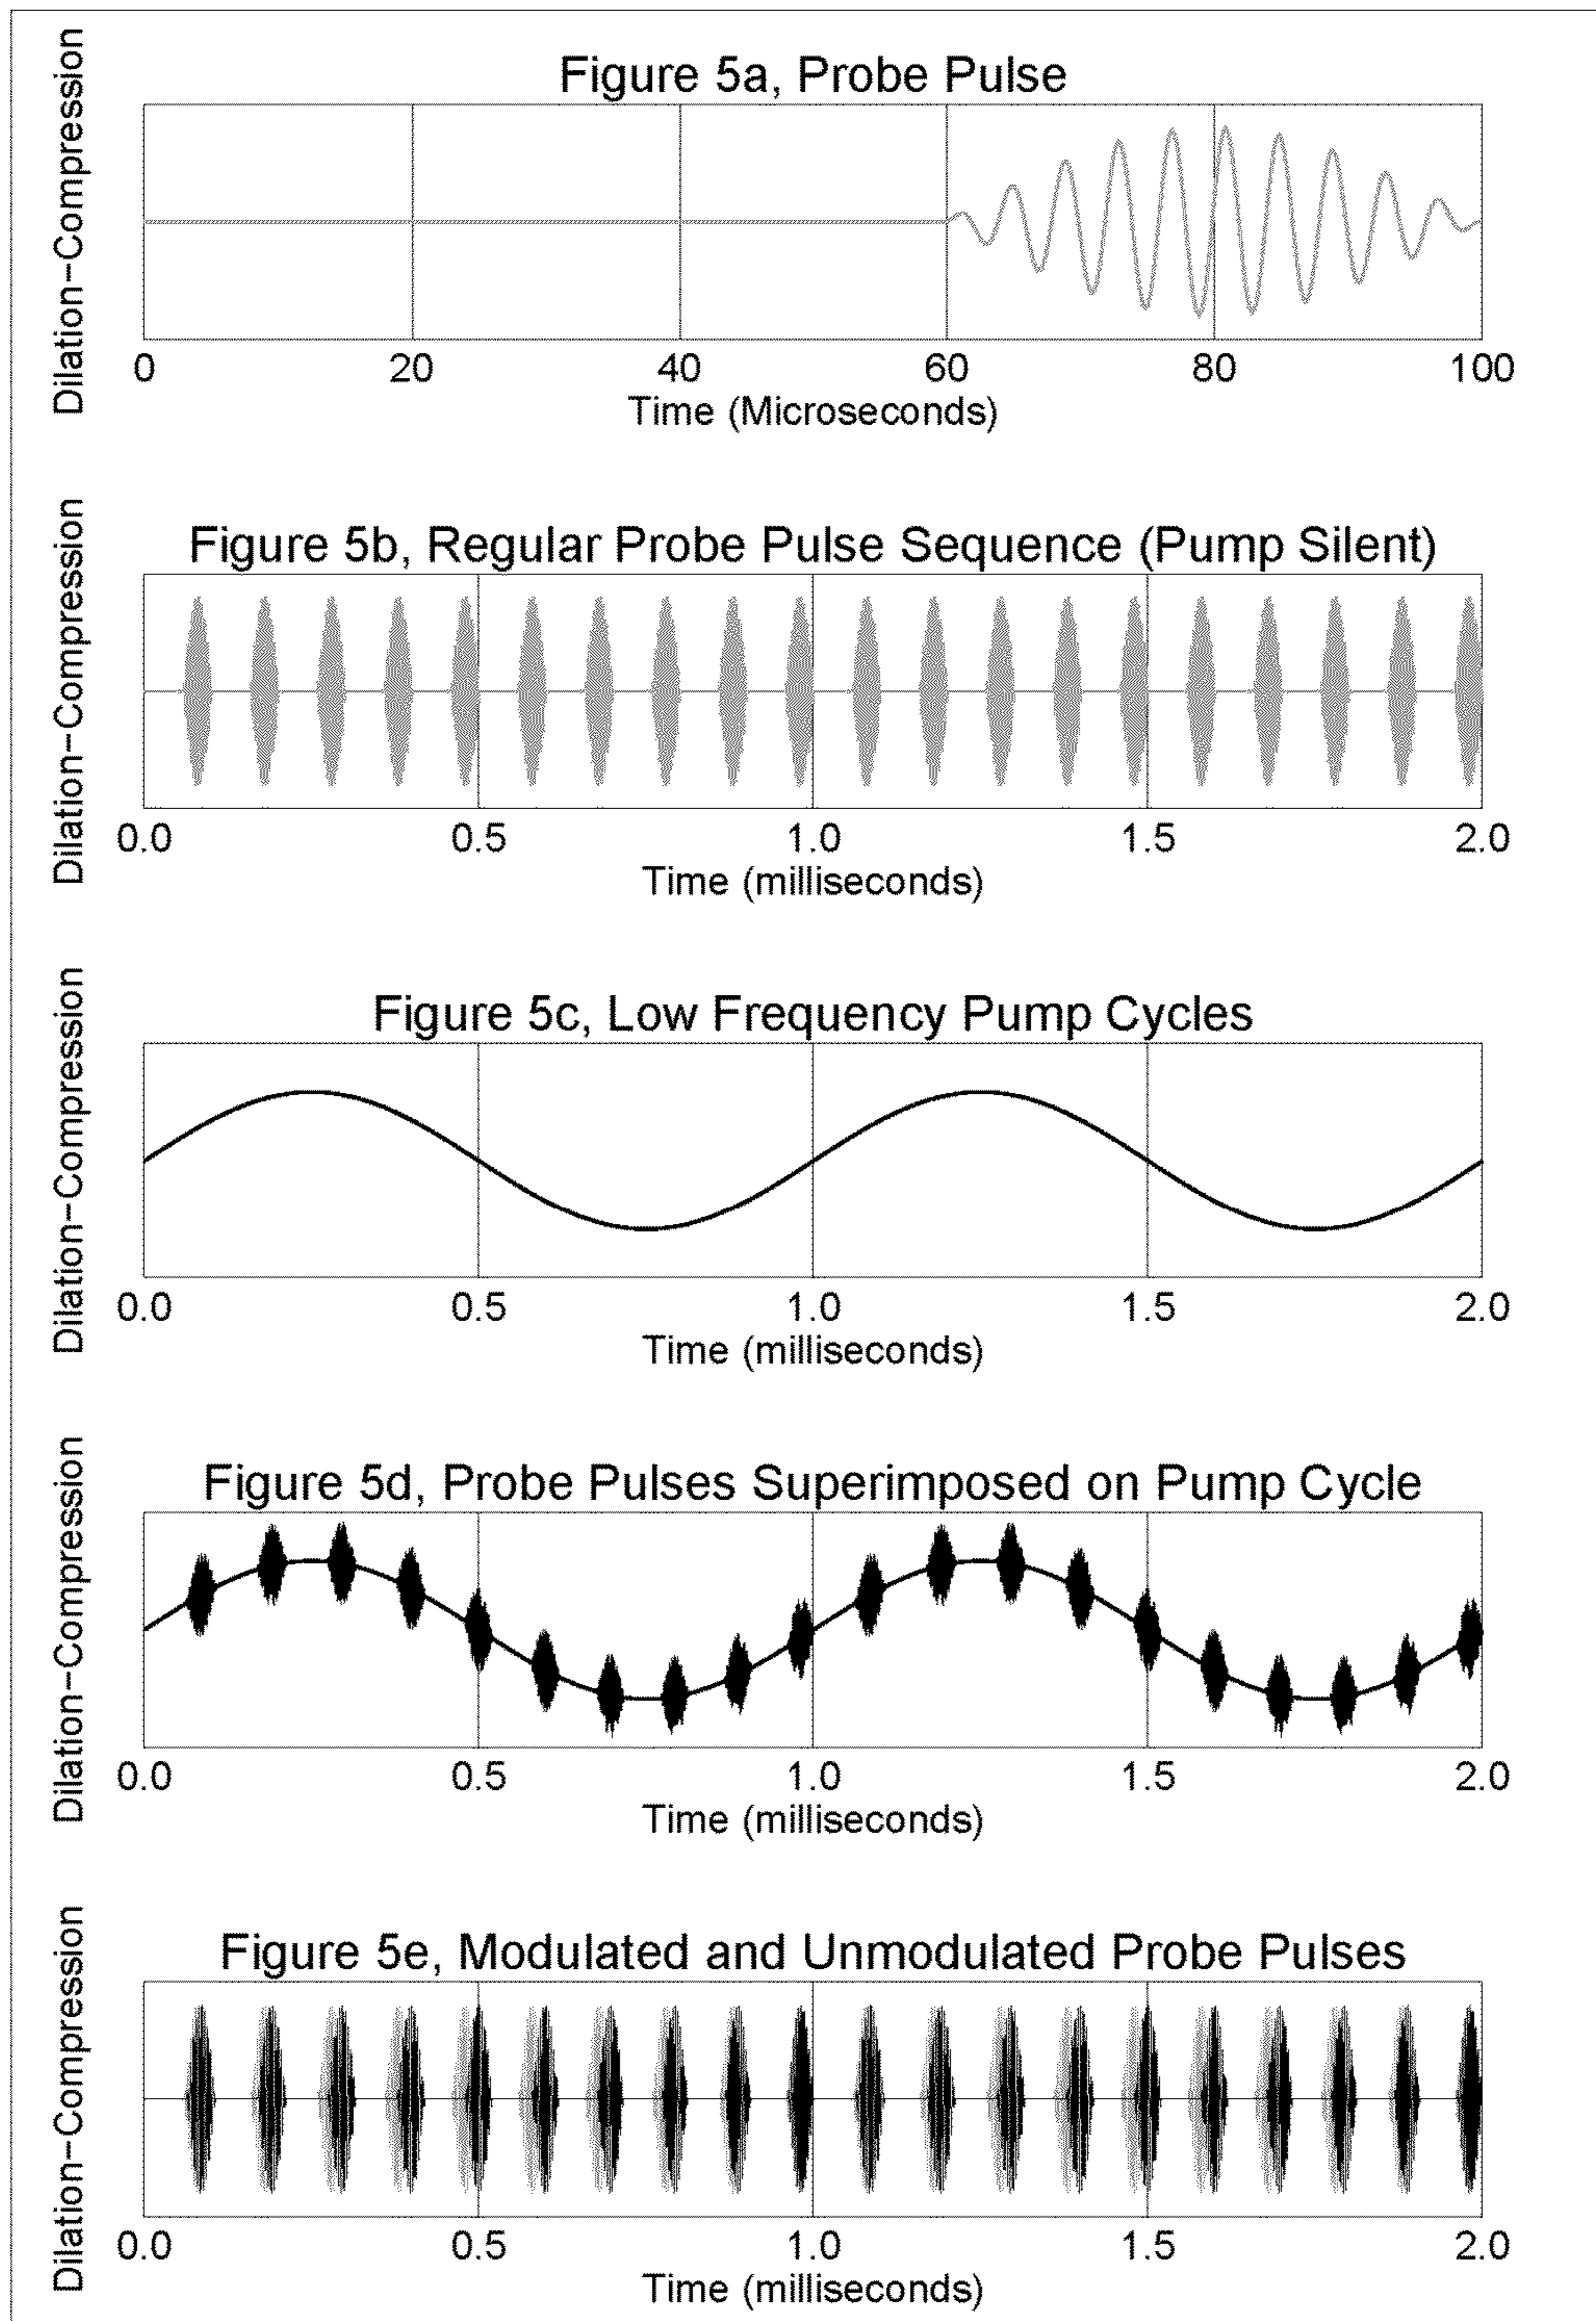 Figure 5a, Probe Pulse
Dilation-Compression
0 20 40 60 80 100
Time (Microseconds)
Figure 5b, Regular Probe Pulse Sequence (Pump Silent)
Dilation-Compression
0.0 0.5 1.0 1.5 2.0
Time (milliseconds)
Figure 5c, Low Frequency Pump Cycles
Dilation-Compression
0.0 0.5 1.0 1.5 2.0
Time (milliseconds)
Figure 5d, Probe Pulses Superimposed on Pump Cycle
Dilation-Compression
0.0 0.5 1.0 1.5 2.0
Time (milliseconds)
Figure 5e, Modulated and Unmodulated Probe Pulses
Dilation-Compression
0.0 0.5 1.0 1.5 2.0
Time (milliseconds)